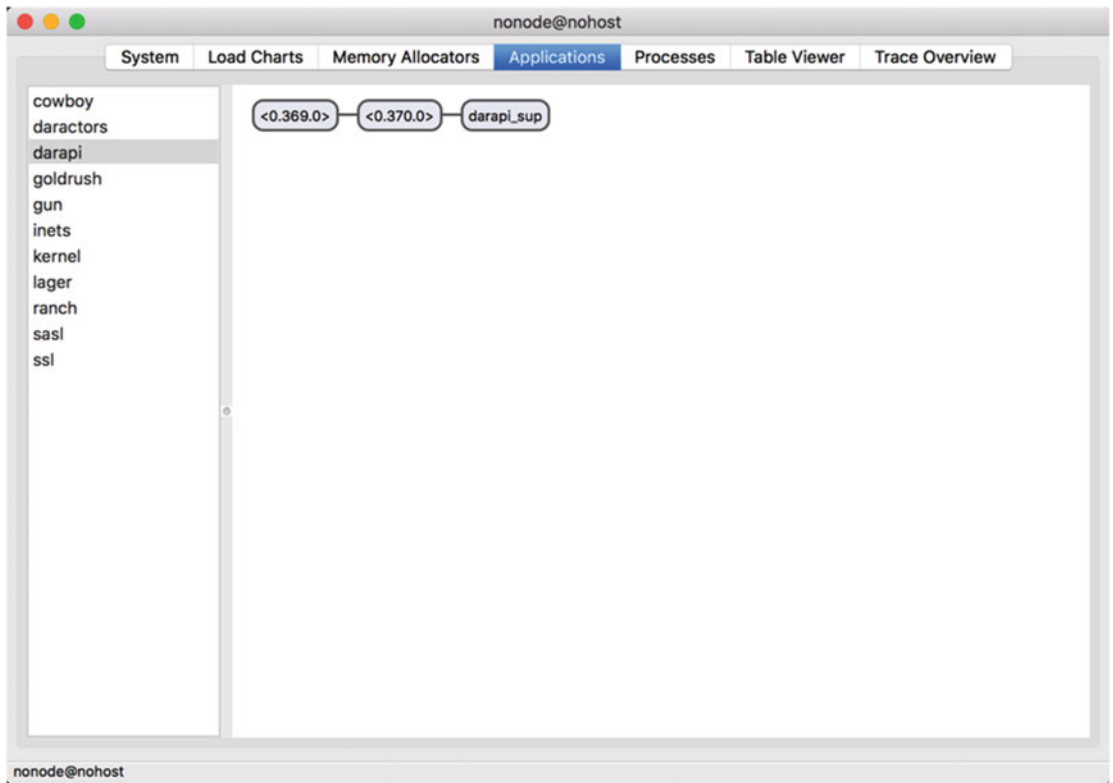 nonode@nohost
System Load Charts Memory Allocators Applications Processes Table Viewer Trace Overview
cowboy
daractors
darapi
goldrush
gun
inets
kernel
lager
ranch
sasl
ssl
<0.369.0> <0.370.0> darapi_sup
nonode@nohost